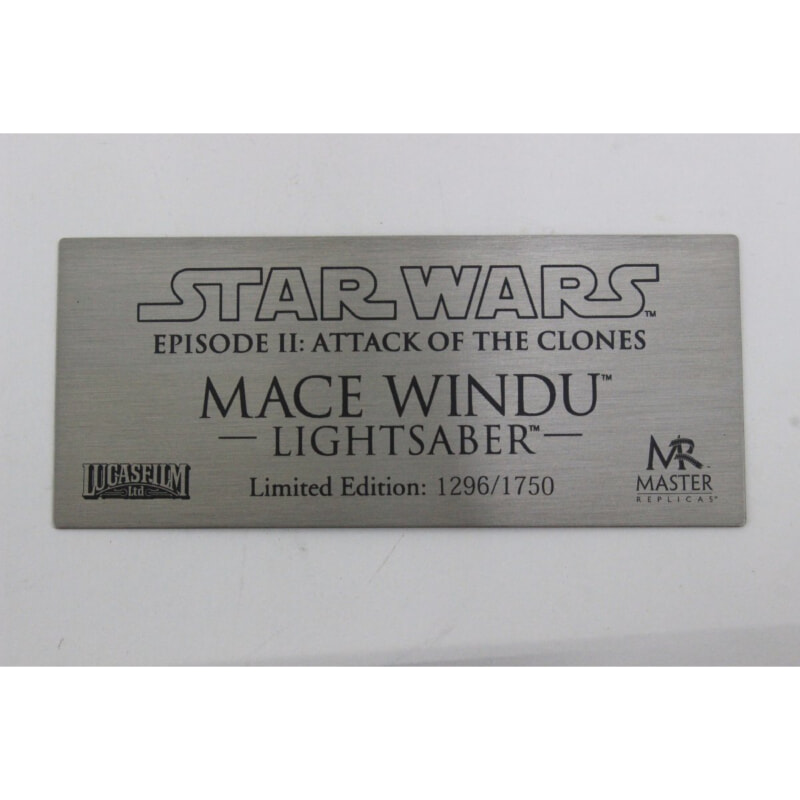 STAR WARS™
EPISODE II: ATTACK OF THE CLONES
MACE WINDU™
— LIGHTSABER™ —
LUCASFILM
Ltd
Limited Edition: 1296/1750
MR
MASTER
REPLICAS